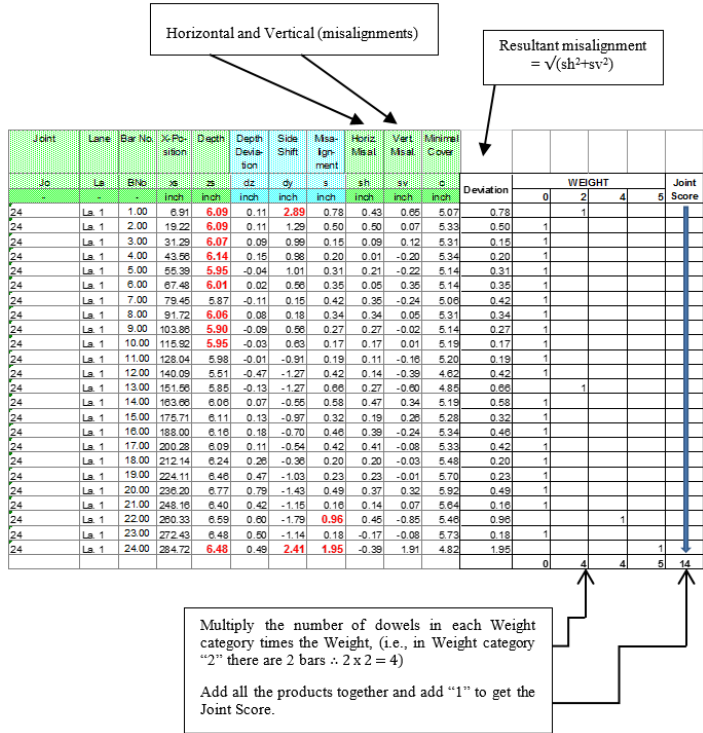 Horizontal and Vertical (misalignments)
Resultant misalignment
= √(sh²+sv²)
Joint Lane Bar No. X-Po-sition Depth Depth Devia-tion Side Shift Misa-lign-ment Horiz. Misal. Vert. Misal. Minimal Cover
Jo La BNo xs zs dz dy s sh sv c Deviation WEIGHT Joint Score
- - - inch inch inch inch inch inch inch inch 0 2 4 5
24 La. 1 1.00 6.91 6.09 0.11 2.89 0.78 0.43 0.65 5.07 0.78 1
24 La. 1 2.00 19.22 6.09 0.11 1.29 0.50 0.50 0.07 5.33 0.50 1
24 La. 1 3.00 31.29 6.07 0.09 0.99 0.15 0.09 0.12 5.31 0.15 1
24 La. 1 4.00 43.56 6.14 0.15 0.98 0.20 0.01 -0.20 5.34 0.20 1
24 La. 1 5.00 55.39 5.95 -0.04 1.01 0.31 0.21 -0.22 5.14 0.31 1
24 La. 1 6.00 67.48 6.01 0.02 0.56 0.35 0.05 0.35 5.14 0.35 1
24 La. 1 7.00 79.45 5.87 -0.11 0.15 0.42 0.35 -0.24 5.06 0.42 1
24 La. 1 8.00 91.72 6.06 0.08 0.18 0.34 0.34 0.05 5.31 0.34 1
24 La. 1 9.00 103.86 5.90 -0.09 0.56 0.27 0.27 -0.02 5.14 0.27 1
24 La. 1 10.00 115.92 5.95 -0.03 0.63 0.17 0.17 0.01 5.19 0.17 1
24 La. 1 11.00 128.04 5.98 -0.01 -0.91 0.19 0.11 -0.16 5.20 0.19 1
24 La. 1 12.00 140.09 5.51 -0.47 -1.27 0.42 0.14 -0.39 4.62 0.42 1
24 La. 1 13.00 151.56 5.85 -0.13 -1.27 0.66 0.27 -0.60 4.85 0.66 1
24 La. 1 14.00 163.66 6.06 0.07 -0.55 0.58 0.47 0.34 5.19 0.58 1
24 La. 1 15.00 175.71 6.11 0.13 -0.97 0.32 0.19 0.26 5.28 0.32 1
24 La. 1 16.00 188.00 6.16 0.18 -0.70 0.46 0.39 -0.24 5.34 0.46 1
24 La. 1 17.00 200.28 6.09 0.11 -0.54 0.42 0.41 -0.08 5.33 0.42 1
24 La. 1 18.00 212.14 6.24 0.26 -0.36 0.20 0.20 -0.03 5.48 0.20 1
24 La. 1 19.00 224.11 6.46 0.47 -1.03 0.23 0.23 -0.01 5.70 0.23 1
24 La. 1 20.00 236.20 6.77 0.79 -1.43 0.49 0.37 0.32 5.92 0.49 1
24 La. 1 21.00 248.16 6.40 0.42 -1.15 0.16 0.14 0.07 5.64 0.16 1
24 La. 1 22.00 260.33 6.59 0.60 -1.79 0.96 0.45 -0.85 5.46 0.96 1
24 La. 1 23.00 272.43 6.48 0.50 -1.14 0.18 -0.17 -0.08 5.73 0.18 1
24 La. 1 24.00 284.72 6.48 0.49 2.41 1.95 -0.39 1.91 4.82 1.95 1
0 4 4 5 14
Multiply the number of dowels in each Weight
category times the Weight, (i.e., in Weight category
“2” there are 2 bars ∴ 2 x 2 = 4)
Add all the products together and add “1” to get the
Joint Score.